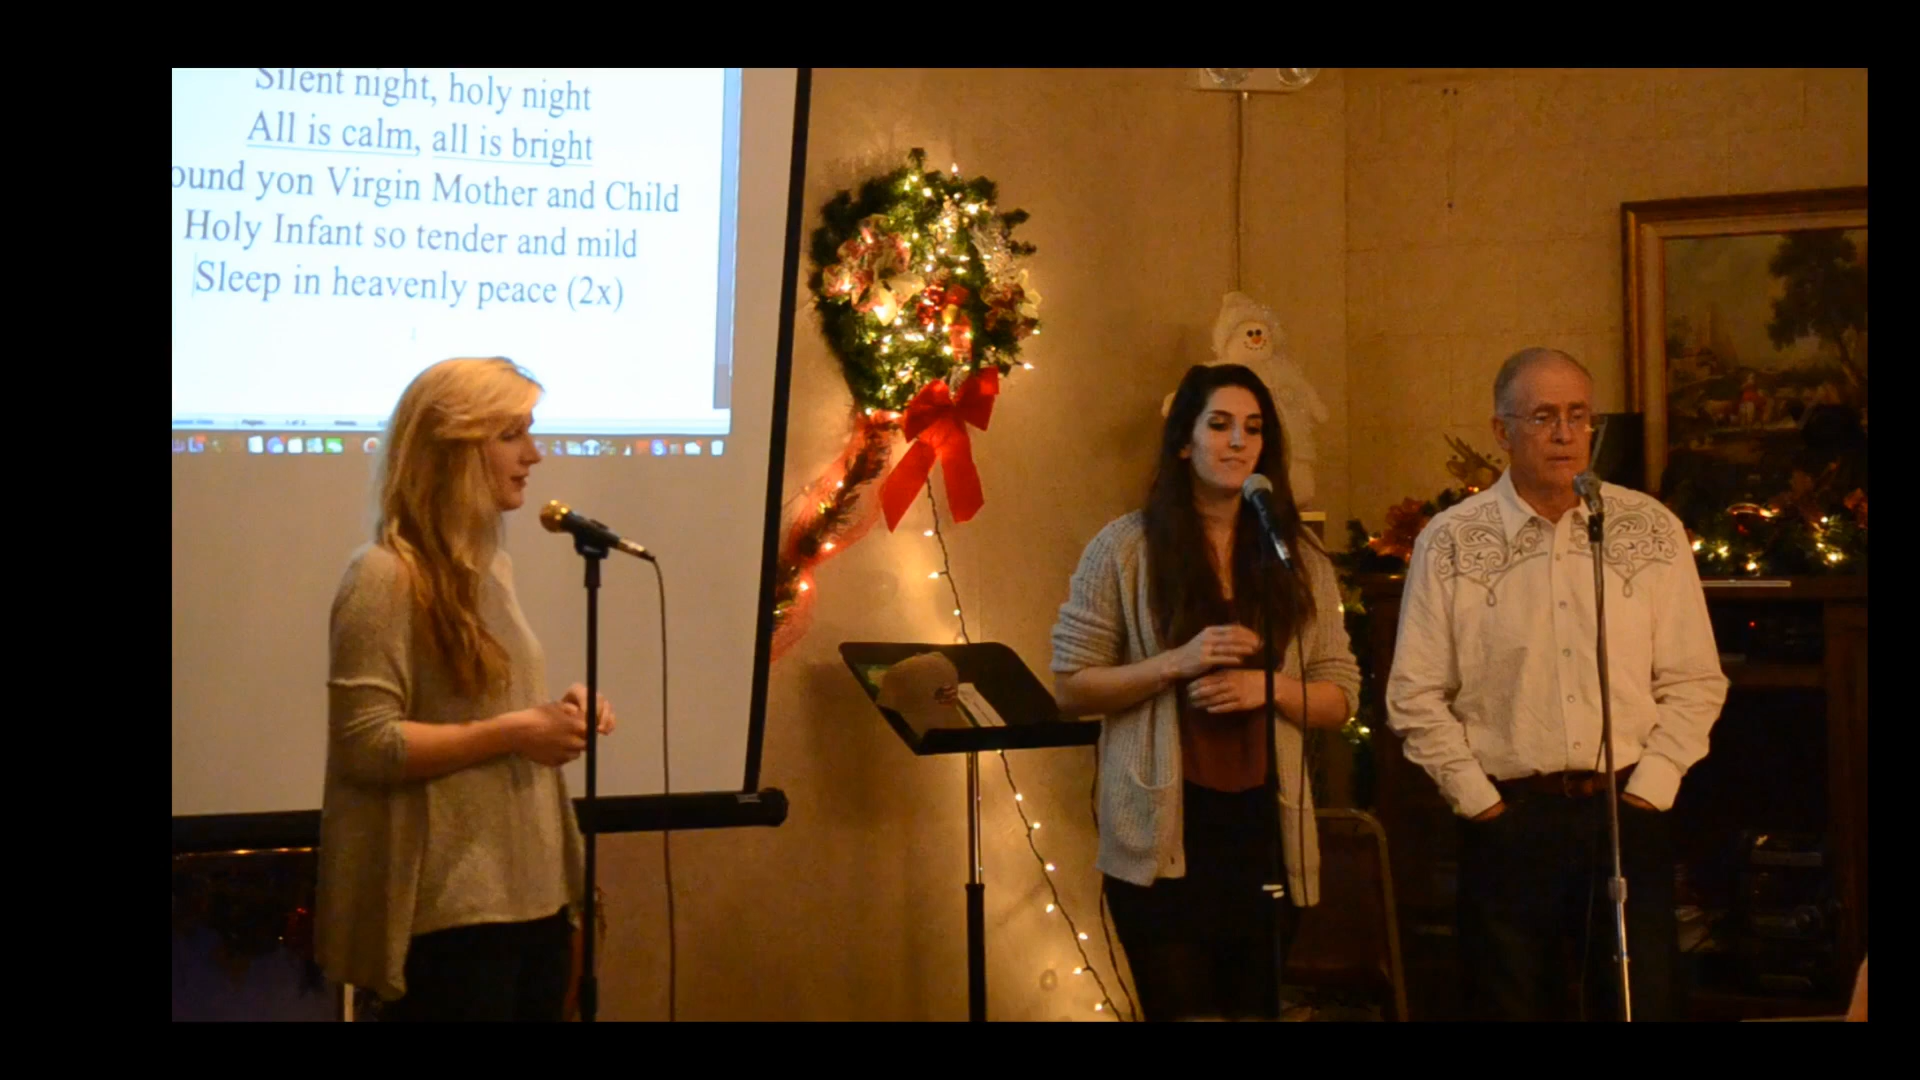 Silent night, holy night
All is calm, all is bright
ound yon Virgin Mother and Child
Holy Infant so tender and mild
Sleep in heavenly peace (2x)